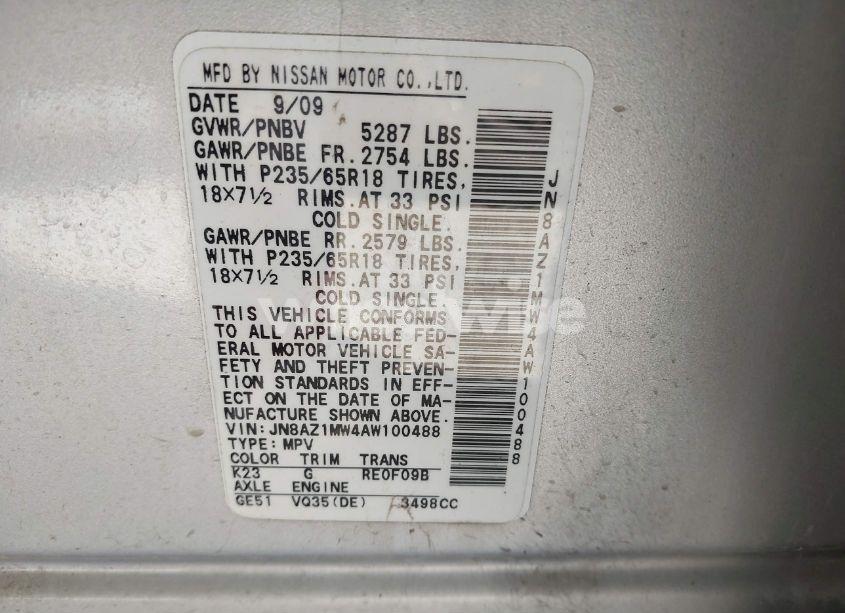 MFD BY NISSAN MOTOR CO.,LTD.
DATE 9/09
GVWR/PNBV 5287 LBS.
GAWR/PNBE FR. 2754 LBS.
WITH P235/65R18 TIRES,
18×7½ RIMS.AT 33 PSI
COLD SINGLE.
GAWR/PNBE RR. 2579 LBS.
WITH P235/65R18 TIRES,
18×7½ RIMS.AT 33 PSI
COLD SINGLE.
THIS VEHICLE CONFORMS
TO ALL APPLICABLE FED-
ERAL MOTOR VEHICLE SA-
FETY AND THEFT PREVEN-
TION STANDARDS IN EFF-
ECT ON THE DATE OF MA-
NUFACTURE SHOWN ABOVE.
VIN: JN8AZ1MW4AW100488
TYPE: MPV
COLOR TRIM TRANS
K23 G RE0F09B
AXLE ENGINE
GE51 VQ35(DE) 3498CC
JN8AZ1MW4AW100488